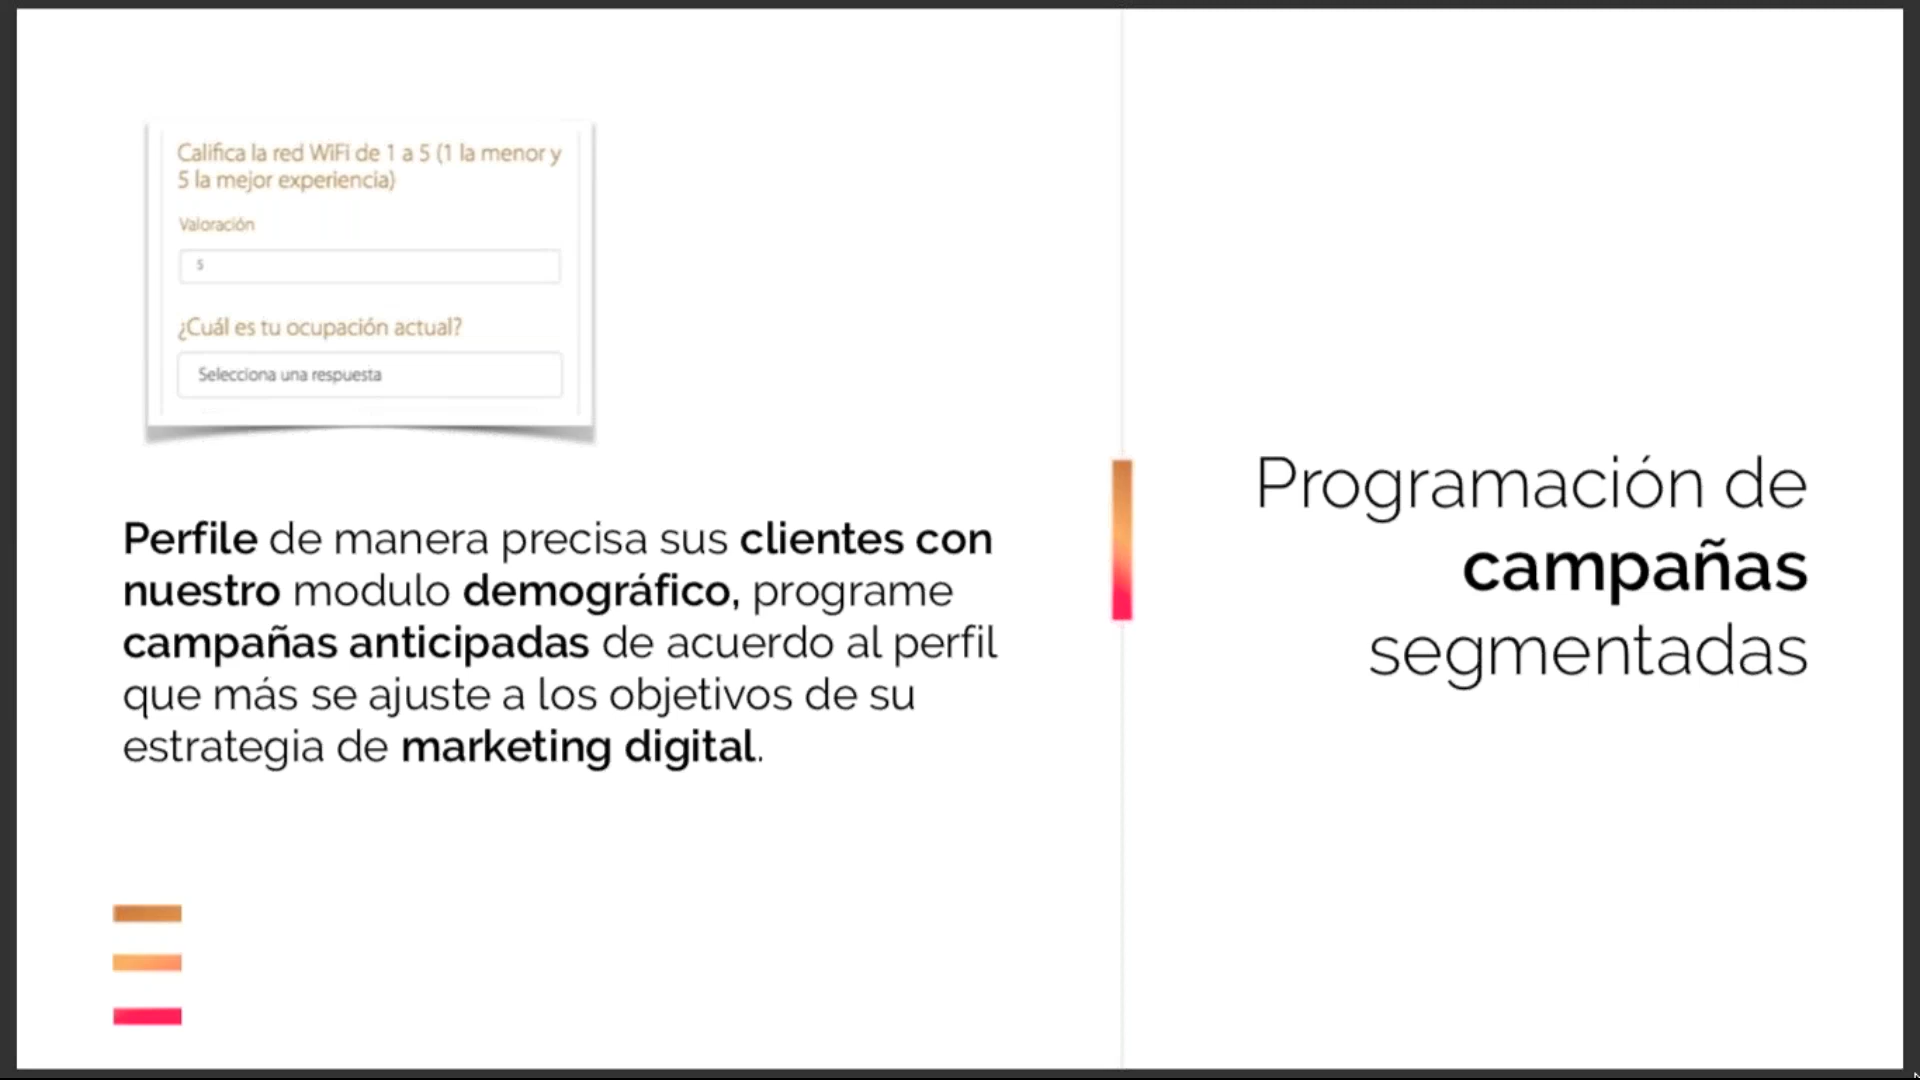 Califica la red WiFi de 1 a 5 (1 la menor y
5 la mejor experiencia)
Valoración
5
¿Cuál es tu ocupación actual?
Selecciona una respuesta
Perfile de manera precisa sus clientes con
nuestro modulo demográfico, programe
campañas anticipadas de acuerdo al perfil
que más se ajuste a los objetivos de su
estrategia de marketing digital.
Programación de
campañas
segmentadas